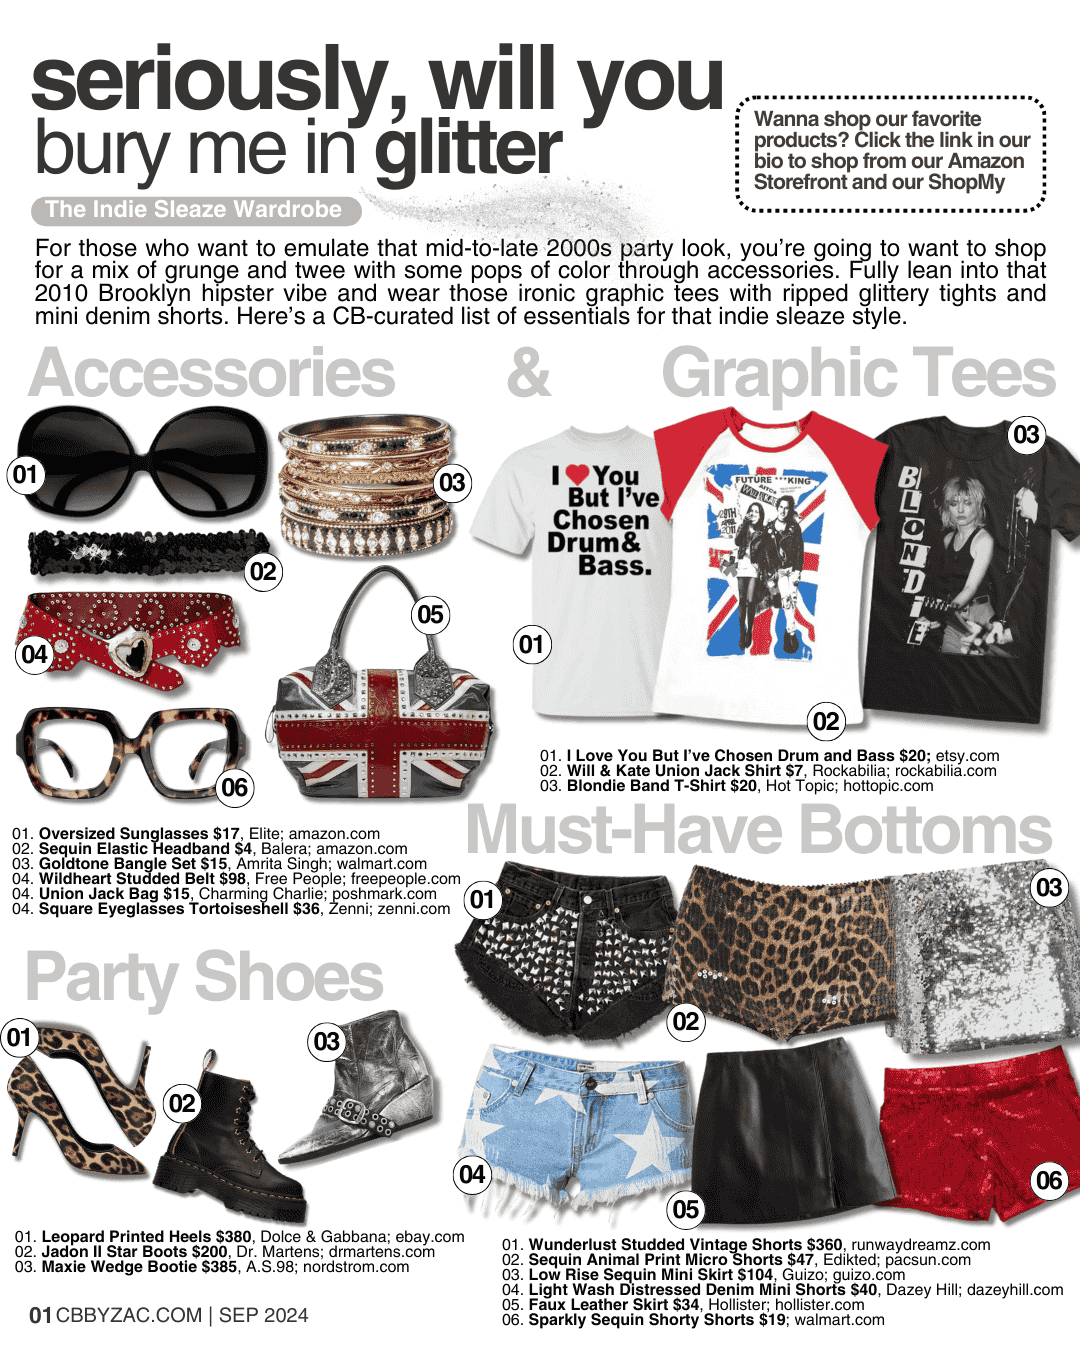 seriously, will you
bury me in glitter
Wanna shop our favorite
products? Click the link in our
bio to shop from our Amazon
Storefront and our ShopMy
The Indie Sleaze Wardrobe
For those who want to emulate that mid-to-late 2000s party look, you're going to want to shop
for a mix of grunge and twee with some pops of color through accessories. Fully lean into that
2010 Brooklyn hipster vibe and wear those ironic graphic tees with ripped glittery tights and
mini denim shorts. Here's a CB-curated list of essentials for that indie sleaze style.
Accessories & Graphic Tees
01
02
03
04
05
06
01. Oversized Sunglasses $17, Elite; amazon.com
02. Sequin Elastic Headband $4, Balera; amazon.com
03. Goldtone Bangle Set $15, Amrita Singh; walmart.com
04. Wildheart Studded Belt $98, Free People; freepeople.com
04. Union Jack Bag $15, Charming Charlie; poshmark.com
04. Square Eyeglasses Tortoiseshell $36, Zenni; zenni.com
I ♥ You
But I've
Chosen
Drum&
Bass.
01
FUTURE ***KING
29TH
APRIL
2011
02
BLONDiE
03
01. I Love You But I've Chosen Drum and Bass $20; etsy.com
02. Will & Kate Union Jack Shirt $7, Rockabilia; rockabilia.com
03. Blondie Band T-Shirt $20, Hot Topic; hottopic.com
Must-Have Bottoms
01
02
03
04
05
06
01. Wunderlust Studded Vintage Shorts $360, runwaydreamz.com
02. Sequin Animal Print Micro Shorts $47, Edikted; pacsun.com
03. Low Rise Sequin Mini Skirt $104, Guizo; guizo.com
04. Light Wash Distressed Denim Mini Shorts $40, Dazey Hill; dazeyhill.com
05. Faux Leather Skirt $34, Hollister; hollister.com
06. Sparkly Sequin Shorty Shorts $19; walmart.com
Party Shoes
01
02
03
01. Leopard Printed Heels $380, Dolce & Gabbana; ebay.com
02. Jadon II Star Boots $200, Dr. Martens; drmartens.com
03. Maxie Wedge Bootie $385, A.S.98; nordstrom.com
01 CBBYZAC.COM | SEP 2024